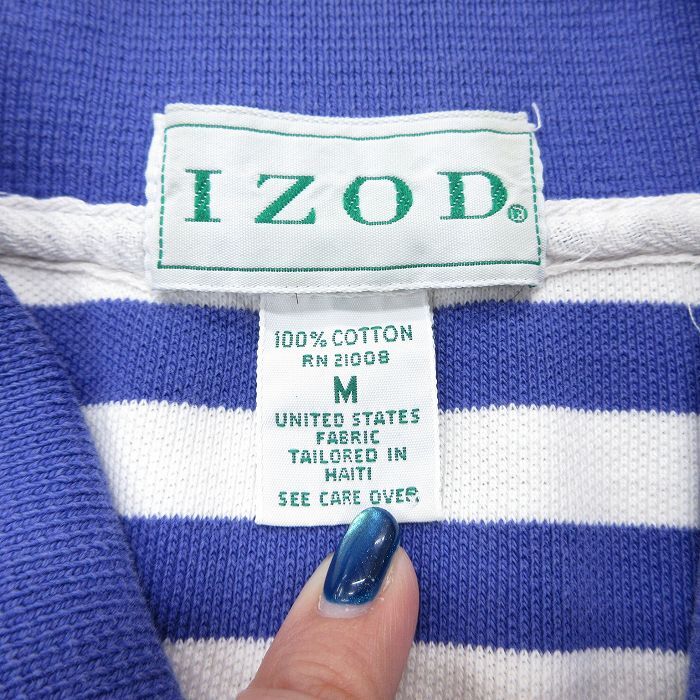 IZOD®
100% COTTON
RN 21008
M
UNITED STATES
FABRIC
TAILORED IN
HAITI
SEE CARE OVER